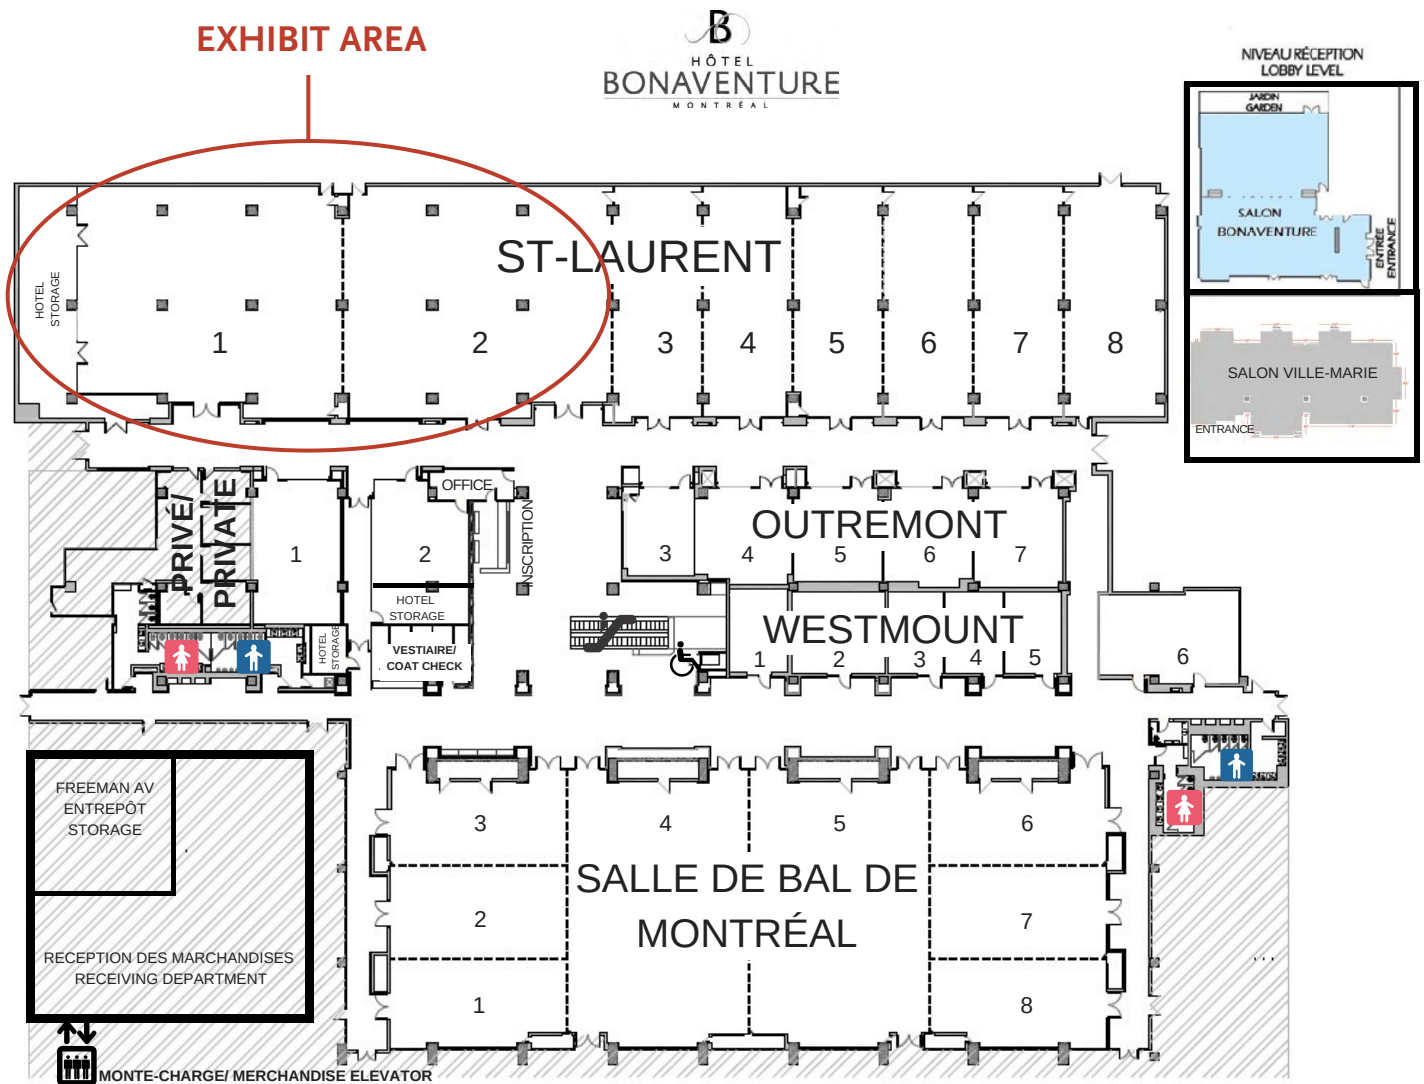 EXHIBIT AREA
B
HÔTEL
BONAVENTURE
MONTRÉAL
NIVEAU RÉCEPTION
LOBBY LEVEL
JARDIN
GARDEN
SALON
BONAVENTURE
ENTRÉE
ENTRANCE
SALON VILLE-MARIE
ENTRANCE
HOTEL
STORAGE
ST-LAURENT
1
2
3
4
5
6
7
8
PRIVÉ/
PRIVATE
1
2
OFFICE
INSCRIPTION
HOTEL
STORAGE
HOTEL
STORAGE
VESTIAIRE/
COAT CHECK
OUTREMONT
3
4
5
6
7
WESTMOUNT
1
2
3
4
5
6
FREEMAN AV
ENTREPÔT
STORAGE
RECEPTION DES MARCHANDISES
RECEIVING DEPARTMENT
MONTE-CHARGE/ MERCHANDISE ELEVATOR
3
4
5
6
SALLE DE BAL DE
MONTRÉAL
2
7
1
8